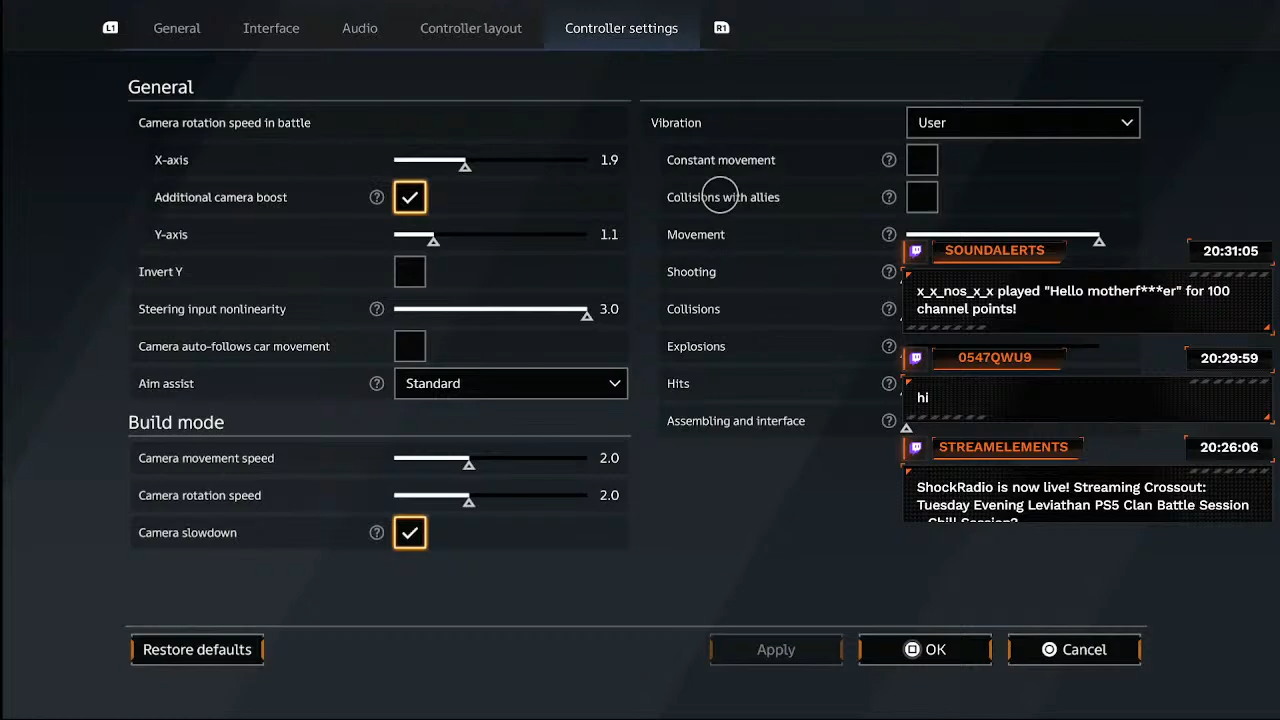 L1 General Interface Audio Controller layout Controller settings R1
General
Camera rotation speed in battle
X-axis 1.9
Additional camera boost ?
Y-axis 1.1
Invert Y
Steering input nonlinearity ? 3.0
Camera auto-follows car movement
Aim assist ? Standard
Build mode
Camera movement speed 2.0
Camera rotation speed 2.0
Camera slowdown ?
Vibration User
Constant movement ?
Collisions with allies ?
Movement ?
Shooting ?
Collisions ?
Explosions ?
Hits ?
Assembling and interface ?
SOUNDALERTS 20:31:05
x_x_nos_x_x played "Hello motherf***er" for 100
channel points!
0547QWU9 20:29:59
hi
STREAMELEMENTS 20:26:06
ShockRadio is now live! Streaming Crossout:
Tuesday Evening Leviathan PS5 Clan Battle Session
- Chill Session?
Restore defaults Apply OK Cancel